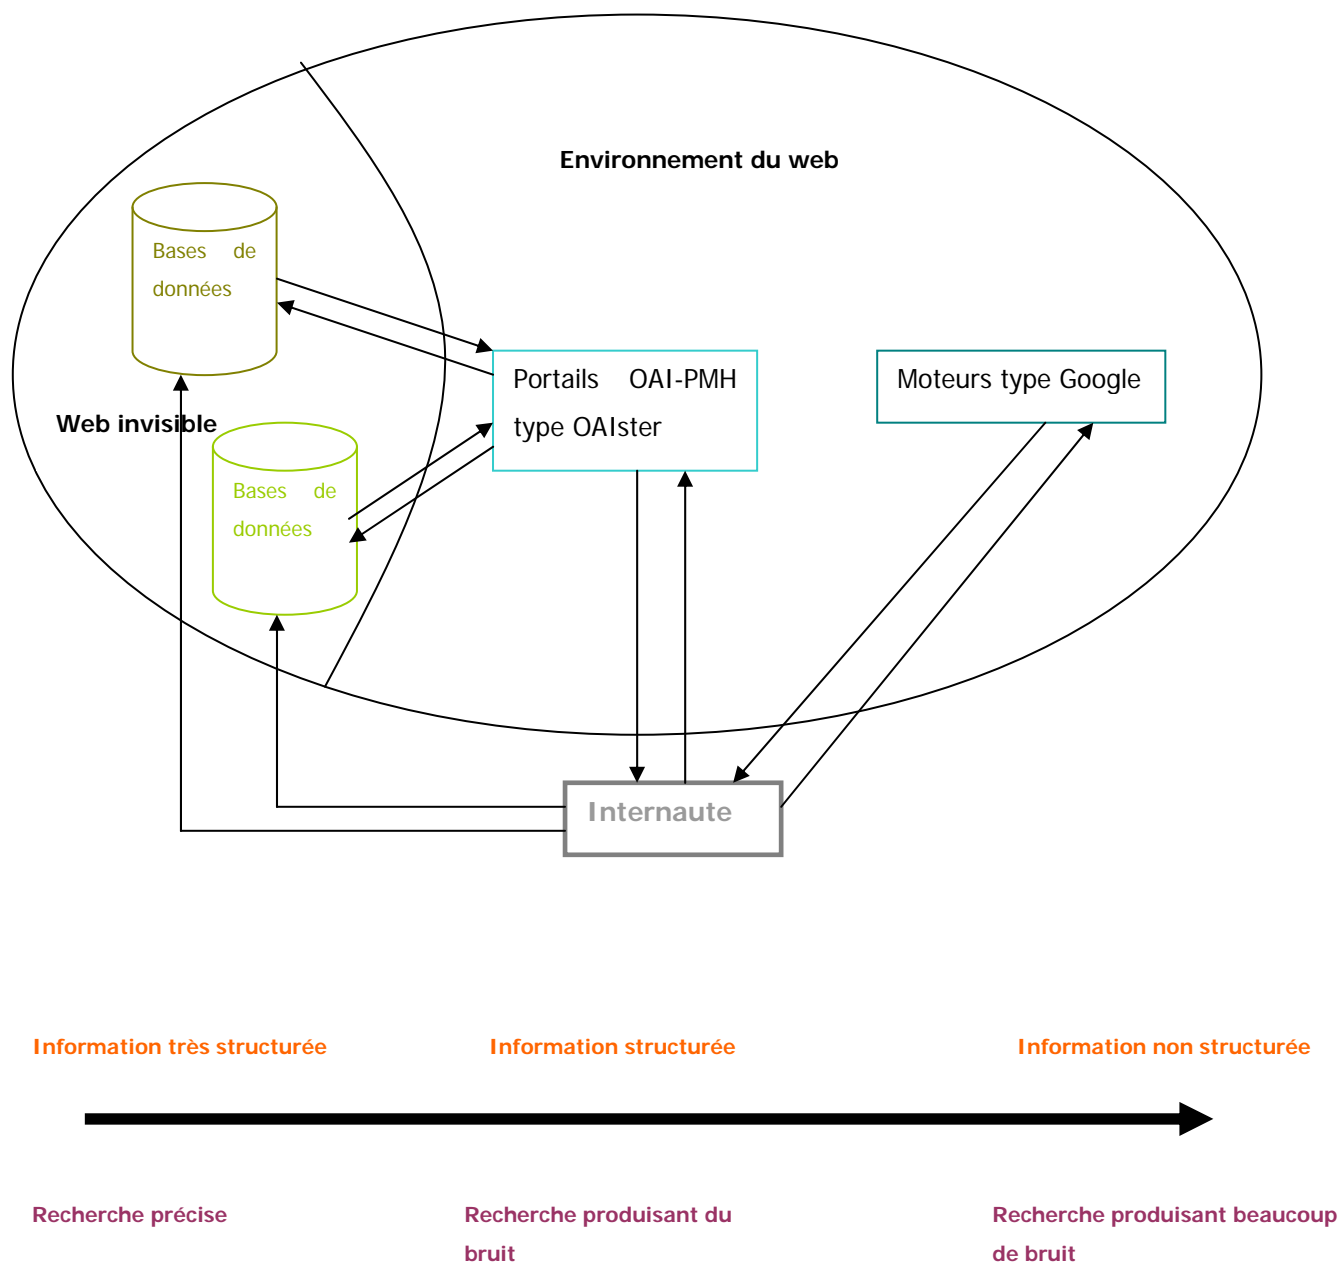 Environnement du web
Bases de
données
Portails OAI-PMH
type OAIster
Moteurs type Google
Web invisible
Bases de
données
Internaute
Information très structurée
Information structurée
Information non structurée
Recherche précise
Recherche produisant du
bruit
Recherche produisant beaucoup
de bruit